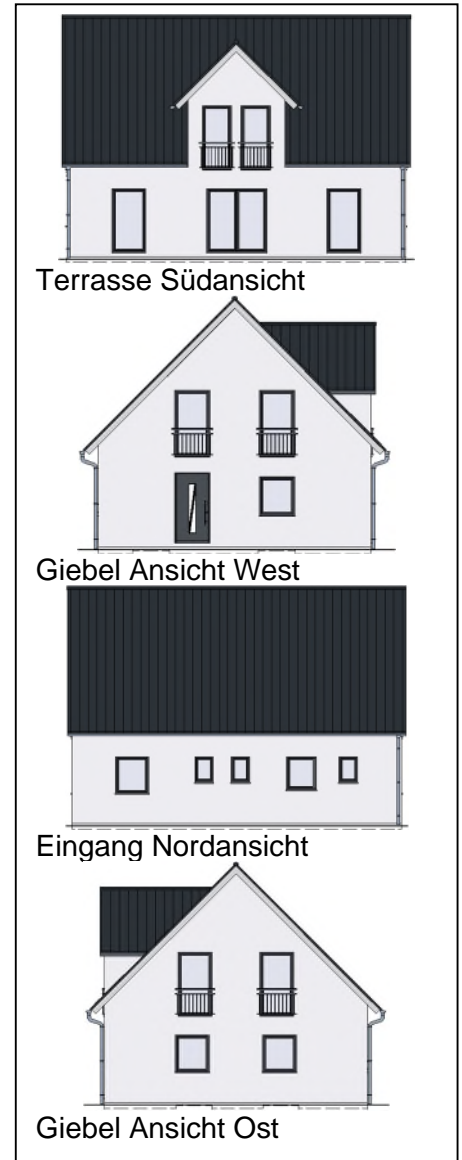 Terrasse Südansicht
Giebel Ansicht West
Eingang Nordansicht
Giebel Ansicht Ost